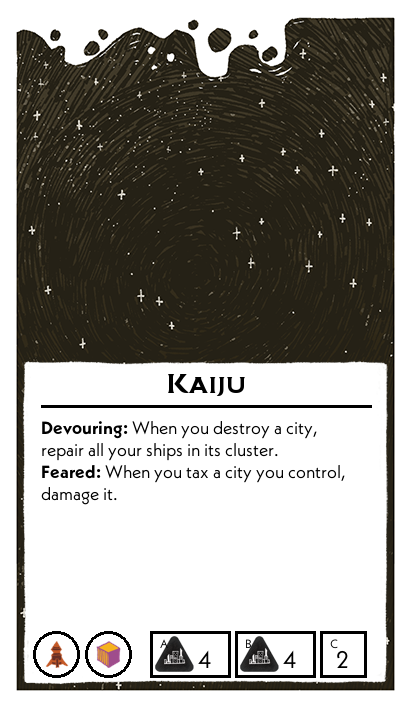 KAIJU
Devouring: When you destroy a city,
repair all your ships in its cluster.
Feared: When you tax a city you control,
damage it.
A 4 B 4 C 2